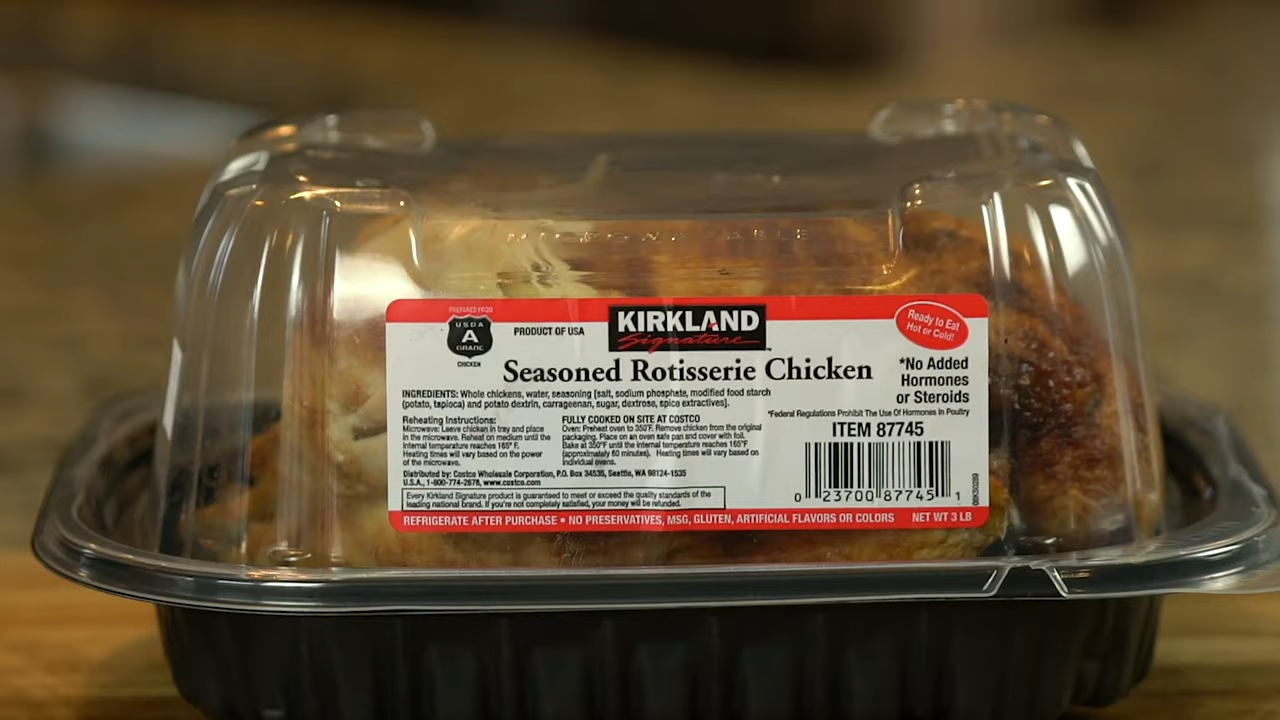 MICROWAVABLE
PREPARED FROM
USDA
A
GRADE
CHICKEN
PRODUCT OF USA
KIRKLAND
Signature
Ready to Eat
Hot or Cold!
Seasoned Rotisserie Chicken
*No Added
Hormones
or Steroids
INGREDIENTS: Whole chickens, water, seasoning [salt, sodium phosphate, modified food starch
(potato, tapioca) and potato dextrin, carrageenan, sugar, dextrose, spice extractives].
*Federal Regulations Prohibit The Use Of Hormones In Poultry
Reheating Instructions:
Microwave: Leave chicken in tray and place
in the microwave. Reheat on medium until the
internal temperature reaches 165° F.
Heating times will vary based on the power
of the microwave.
FULLY COOKED ON SITE AT COSTCO
Oven: Preheat oven to 350°F. Remove chicken from the original
packaging. Place on an oven safe pan and cover with foil.
Bake at 350°F until the internal temperature reaches 165°F
(approximately 60 minutes). Heating times will vary based on
individual ovens.
ITEM 87745
0 23700 87745 1
Distributed by: Costco Wholesale Corporation, P.O. Box 34535, Seattle, WA 98124-1535
U.S.A., 1-800-774-2678, www.costco.com
Every Kirkland Signature product is guaranteed to meet or exceed the quality standards of the
leading national brand. If you're not completely satisfied, your money will be refunded.
REFRIGERATE AFTER PURCHASE • NO PRESERVATIVES, MSG, GLUTEN, ARTIFICIAL FLAVORS OR COLORS NET WT 3 LB